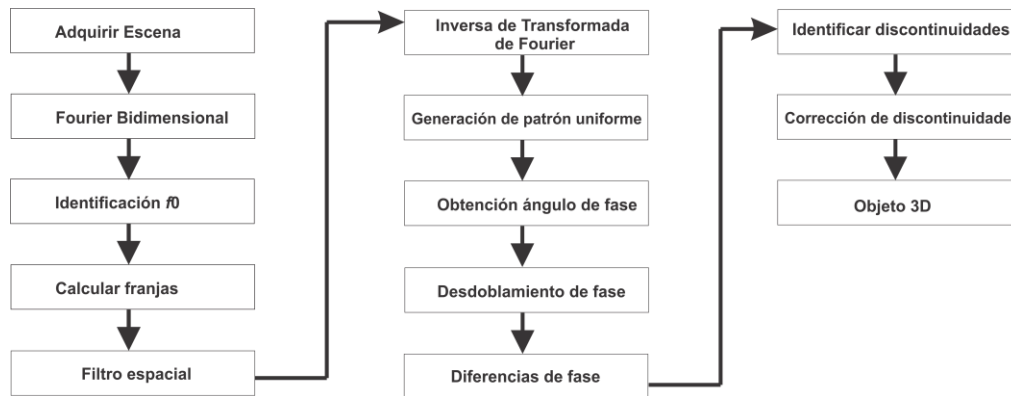 Adquirir Escena
Fourier Bidimensional
Identificación f0
Calcular franjas
Filtro espacial
Inversa de Transformada
de Fourier
Generación de patrón uniforme
Obtención ángulo de fase
Desdoblamiento de fase
Diferencias de fase
Identificar discontinuidades
Corrección de discontinuidade
Objeto 3D